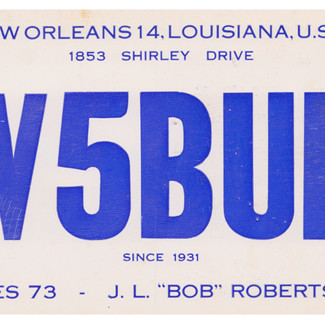 W ORLEANS 14, LOUISIANA, U.S
1853 SHIRLEY DRIVE
5BU
SINCE 1931
ES 73 - J. L. "BOB" ROBERTS